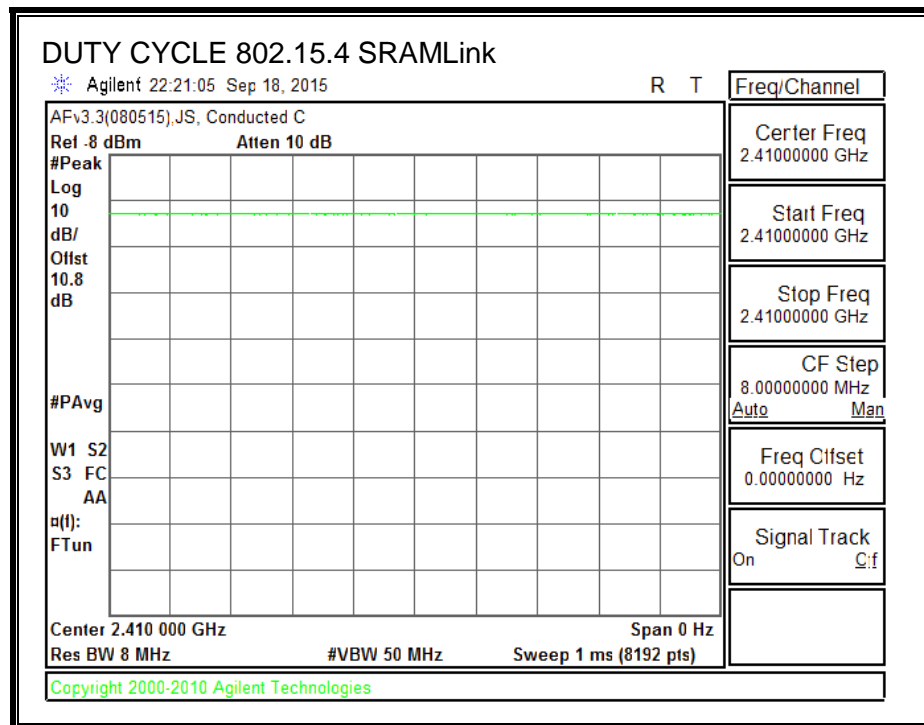 DUTY CYCLE 802.15.4 SRAMLink
Agilent 22:21:05 Sep 18, 2015 R T
Freq/Channel
AFv3.3(080515),JS, Conducted C
Ref -8 dBm Atten 10 dB
#Peak
Log
10
dB/
Offst
10.8
dB
#PAvg
W1 S2
S3 FC
AA
¤(f):
FTun
Center 2.410 000 GHz Span 0 Hz
Res BW 8 MHz #VBW 50 MHz Sweep 1 ms (8192 pts)
Copyright 2000-2010 Agilent Technologies
Center Freq
2.41000000 GHz
Start Freq
2.41000000 GHz
Stop Freq
2.41000000 GHz
CF Step
8.00000000 MHz
Auto Man
Freq Offset
0.00000000 Hz
Signal Track
On Off